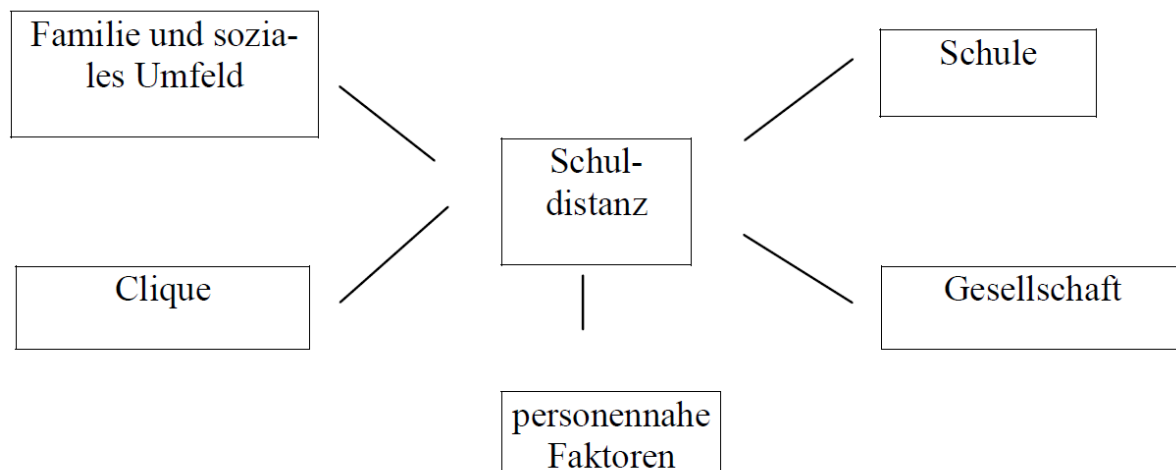 Familie und sozia-
les Umfeld
Schule
Schul-
distanz
Clique
Gesellschaft
personennahe
Faktoren